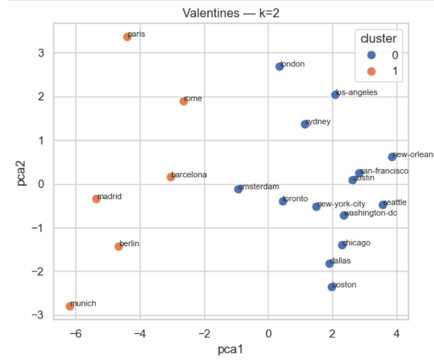 Valentines — k=2
cluster
0
1
paris
london
rome
los-angeles
sydney
new-orlean
san-francisco
austin
barcelona
amsterdam
madrid
toronto
new-york-city
seattle
washington-dc
berlin
chicago
dallas
boston
munich
3
2
1
0
−1
−2
−3
pca2
−6
−4
−2
0
2
4
pca1